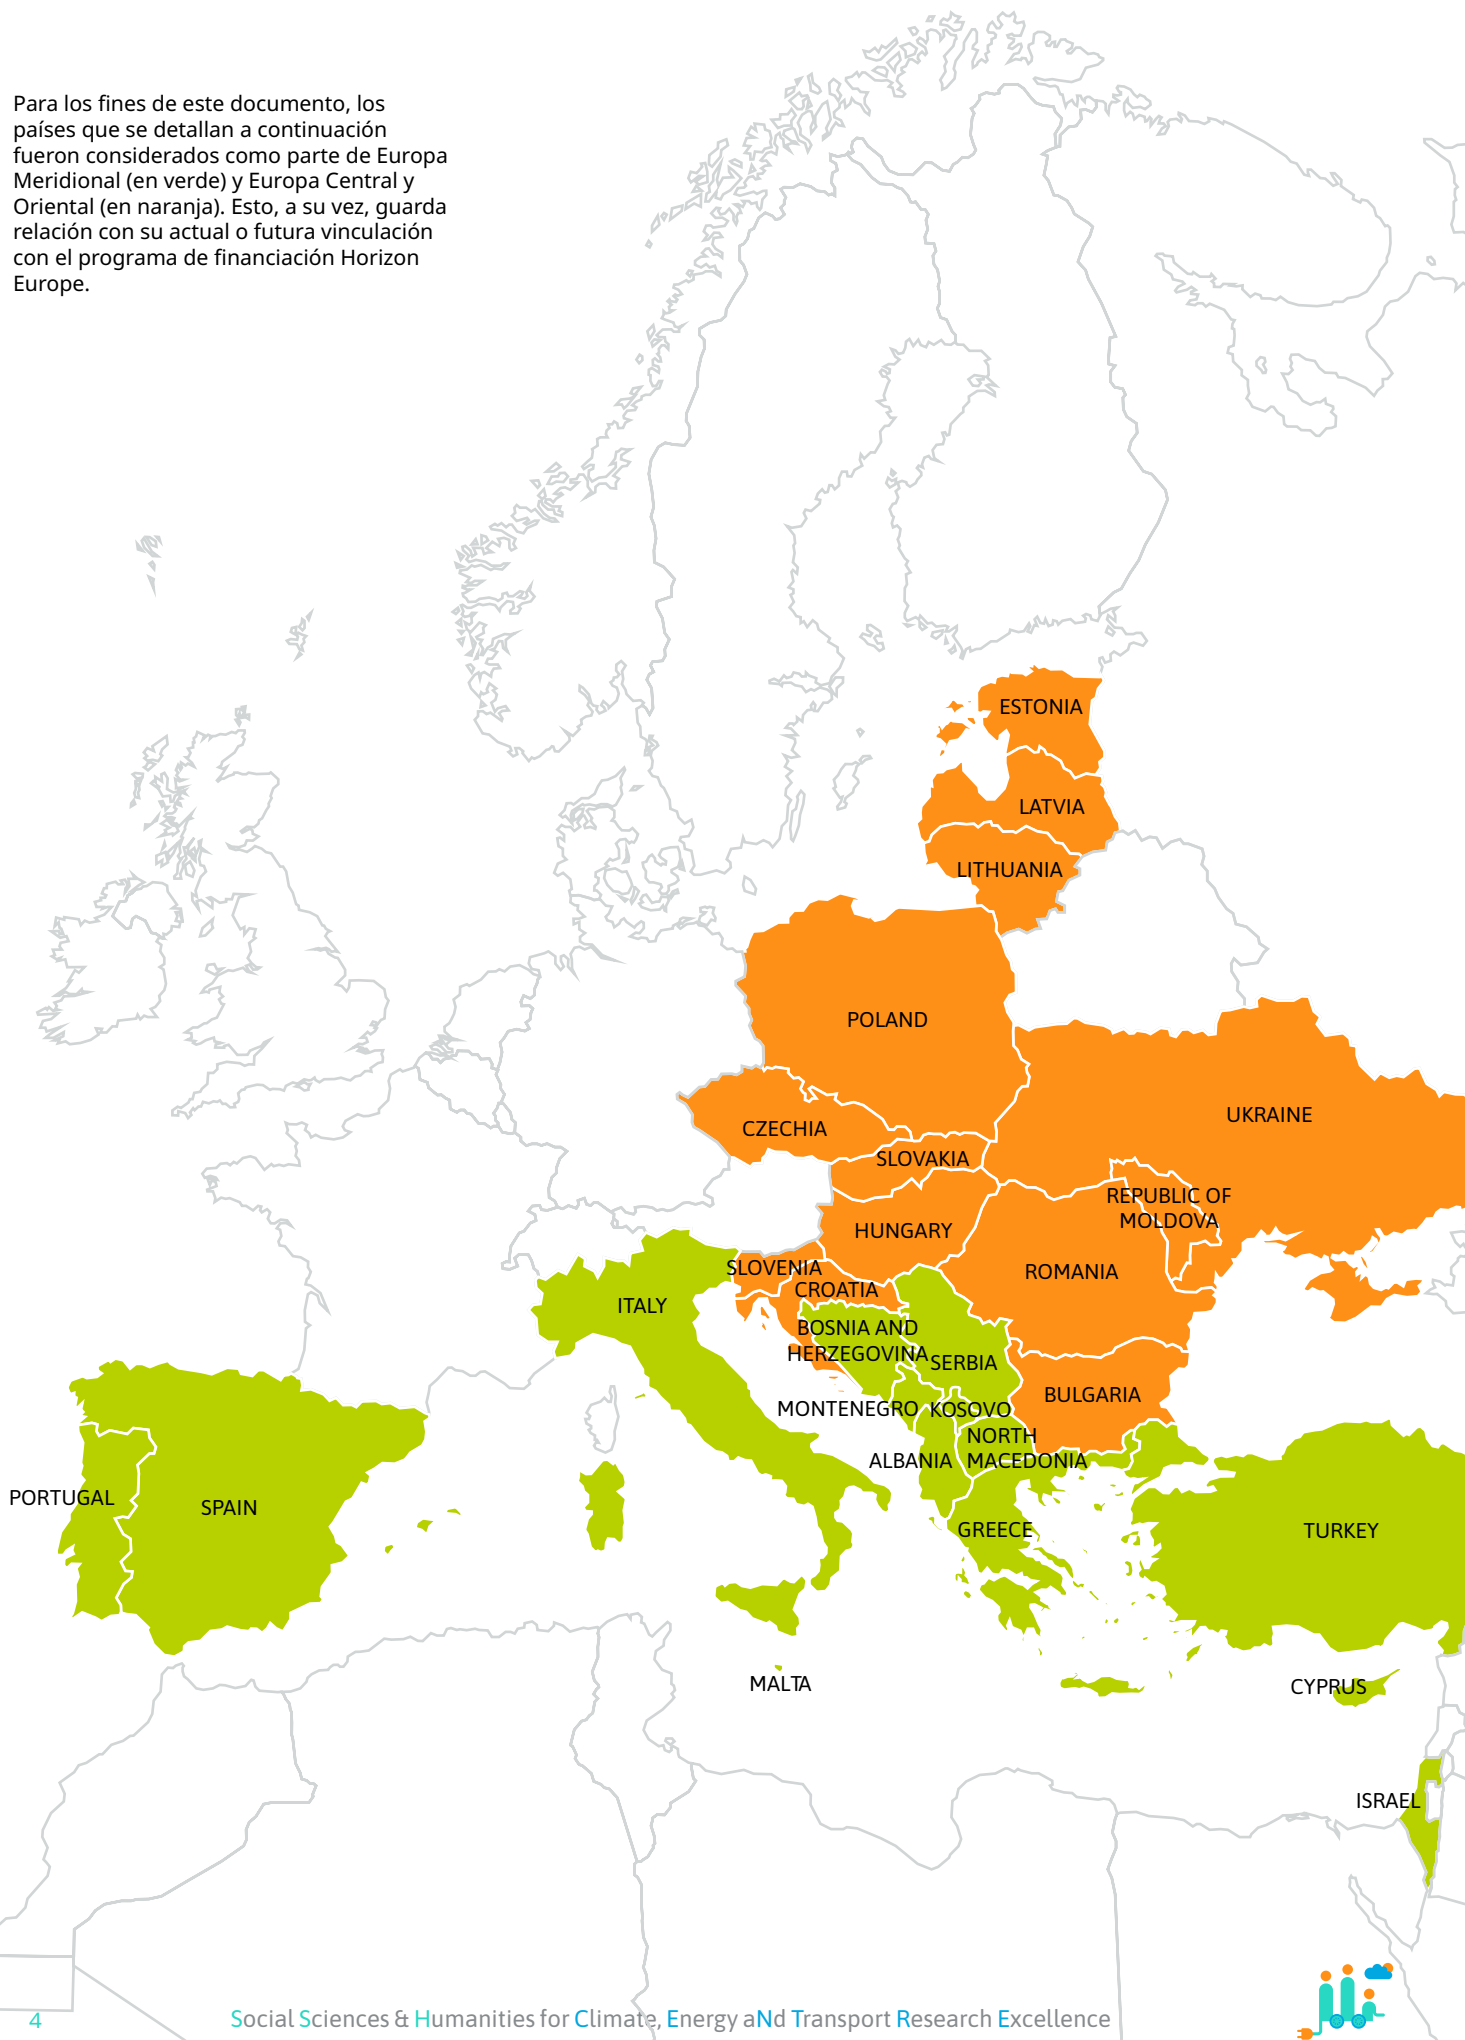 Para los fines de este documento, los
países que se detallan a continuación
fueron considerados como parte de Europa
Meridional (en verde) y Europa Central y
Oriental (en naranja). Esto, a su vez, guarda
relación con su actual o futura vinculación
con el programa de financiación Horizon
Europe.
ESTONIA
LATVIA
LITHUANIA
POLAND
UKRAINE
CZECHIA
SLOVAKIA
REPUBLIC OF
MOLDOVA
HUNGARY
SLOVENIA
ROMANIA
CROATIA
ITALY
BOSNIA AND
HERZEGOVINA
SERBIA
BULGARIA
MONTENEGRO
KOSOVO
NORTH
MACEDONIA
ALBANIA
PORTUGAL
SPAIN
GREECE
TURKEY
MALTA
CYPRUS
ISRAEL
4
Social Sciences & Humanities for Climate, Energy aNd Transport Research Excellence